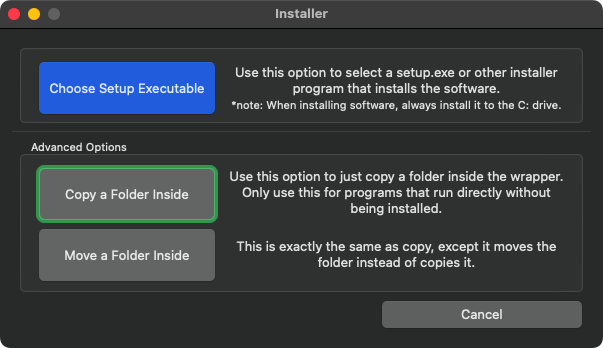 Installer
Choose Setup Executable
Use this option to select a setup.exe or other installer
program that installs the software.
*note: When installing software, always install it to the C: drive.
Advanced Options
Copy a Folder Inside
Use this option to just copy a folder inside the wrapper.
Only use this for programs that run directly without
being installed.
Move a Folder Inside
This is exactly the same as copy, except it moves the
folder instead of copies it.
Cancel